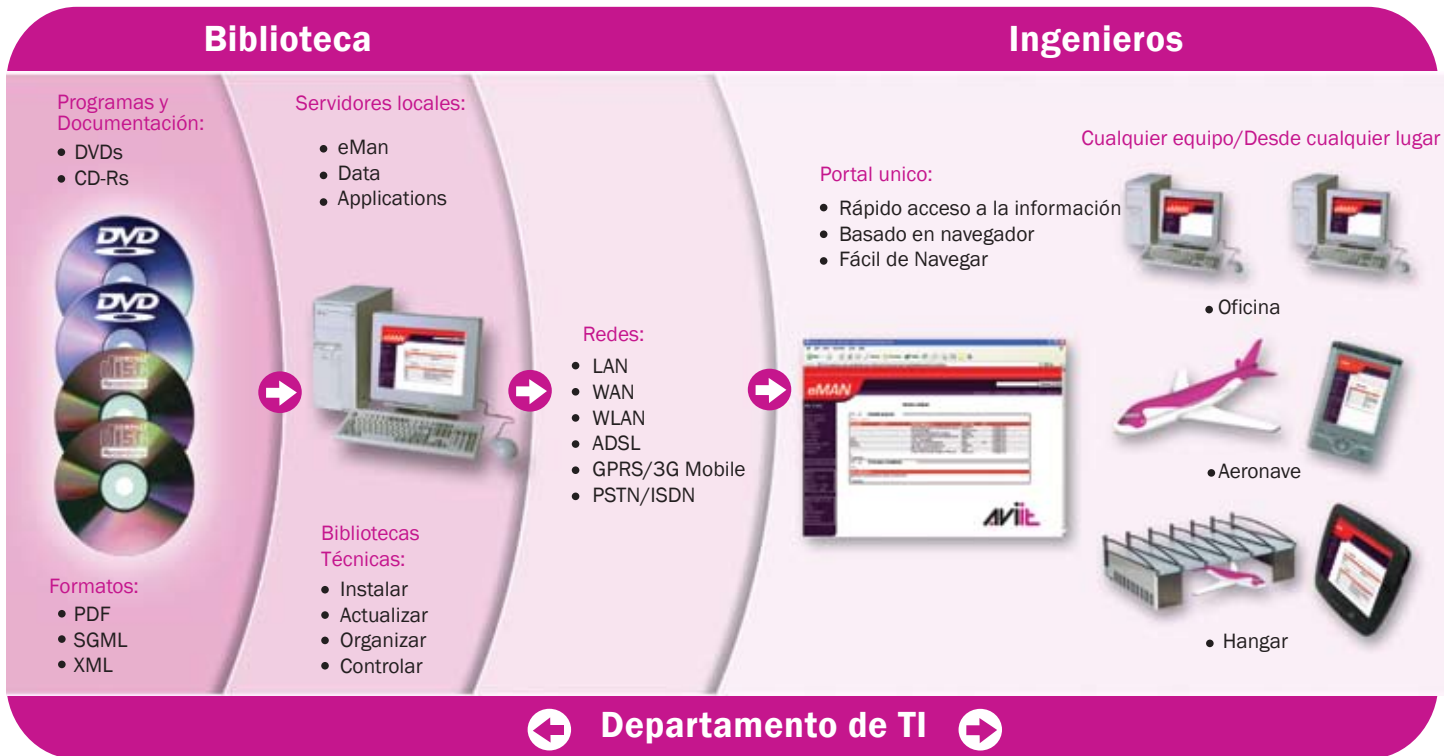 Biblioteca
Ingenieros
Programas y
Documentación:
• DVDs
• CD-Rs
DVD
DVD
Formatos:
• PDF
• SGML
• XML
Servidores locales:
• eMan
• Data
• Applications
Bibliotecas
Técnicas:
• Instalar
• Actualizar
• Organizar
• Controlar
Redes:
• LAN
• WAN
• WLAN
• ADSL
• GPRS/3G Mobile
• PSTN/ISDN
Portal unico:
• Rápido acceso a la información
• Basado en navegador
• Fácil de Navegar
eMAN
AViit
Cualquier equipo/Desde cualquier lugar
• Oficina
• Aeronave
• Hangar
Departamento de TI